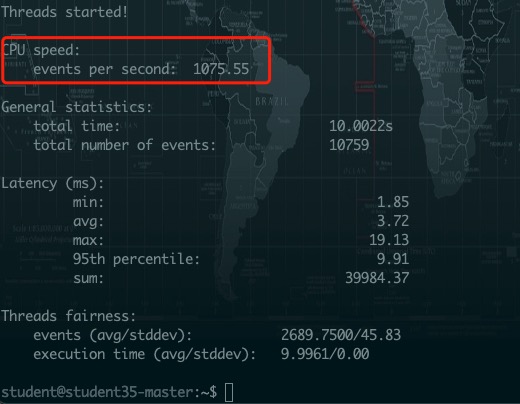 Threads started!
CPU speed:
events per second: 1075.55
General statistics:
total time: 10.0022s
total number of events: 10759
Latency (ms):
min: 1.85
avg: 3.72
max: 19.13
95th percentile: 9.91
sum: 39984.37
Threads fairness:
events (avg/stddev): 2689.7500/45.83
execution time (avg/stddev): 9.9961/0.00
student@student35-master:~$
BRAZIL